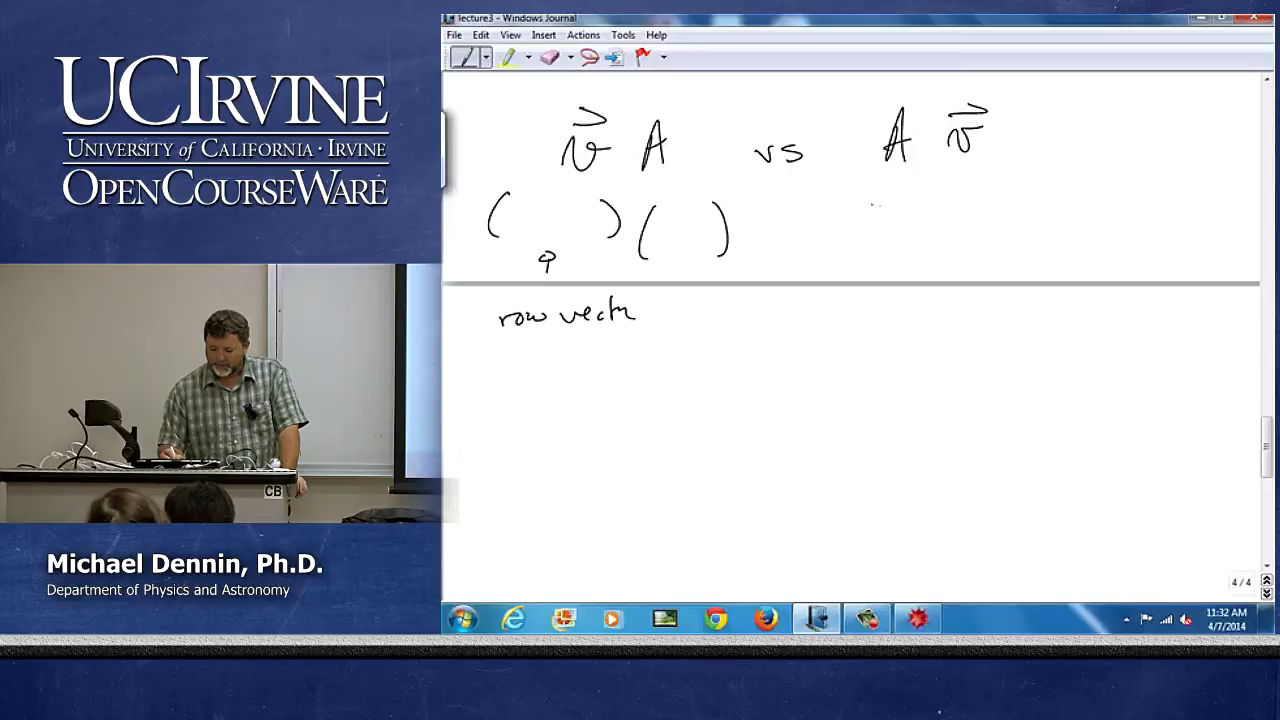 UCIRVINE
UNIVERSITY of CALIFORNIA · IRVINE
OPENCOURSEWARE
lecture3 - Windows Journal
File Edit View Insert Actions Tools Help
v⃗ A vs A v⃗
( ) ( )
row vectr
CB
4 / 4
11:32 AM
4/7/2014
Michael Dennin, Ph.D.
Department of Physics and Astronomy